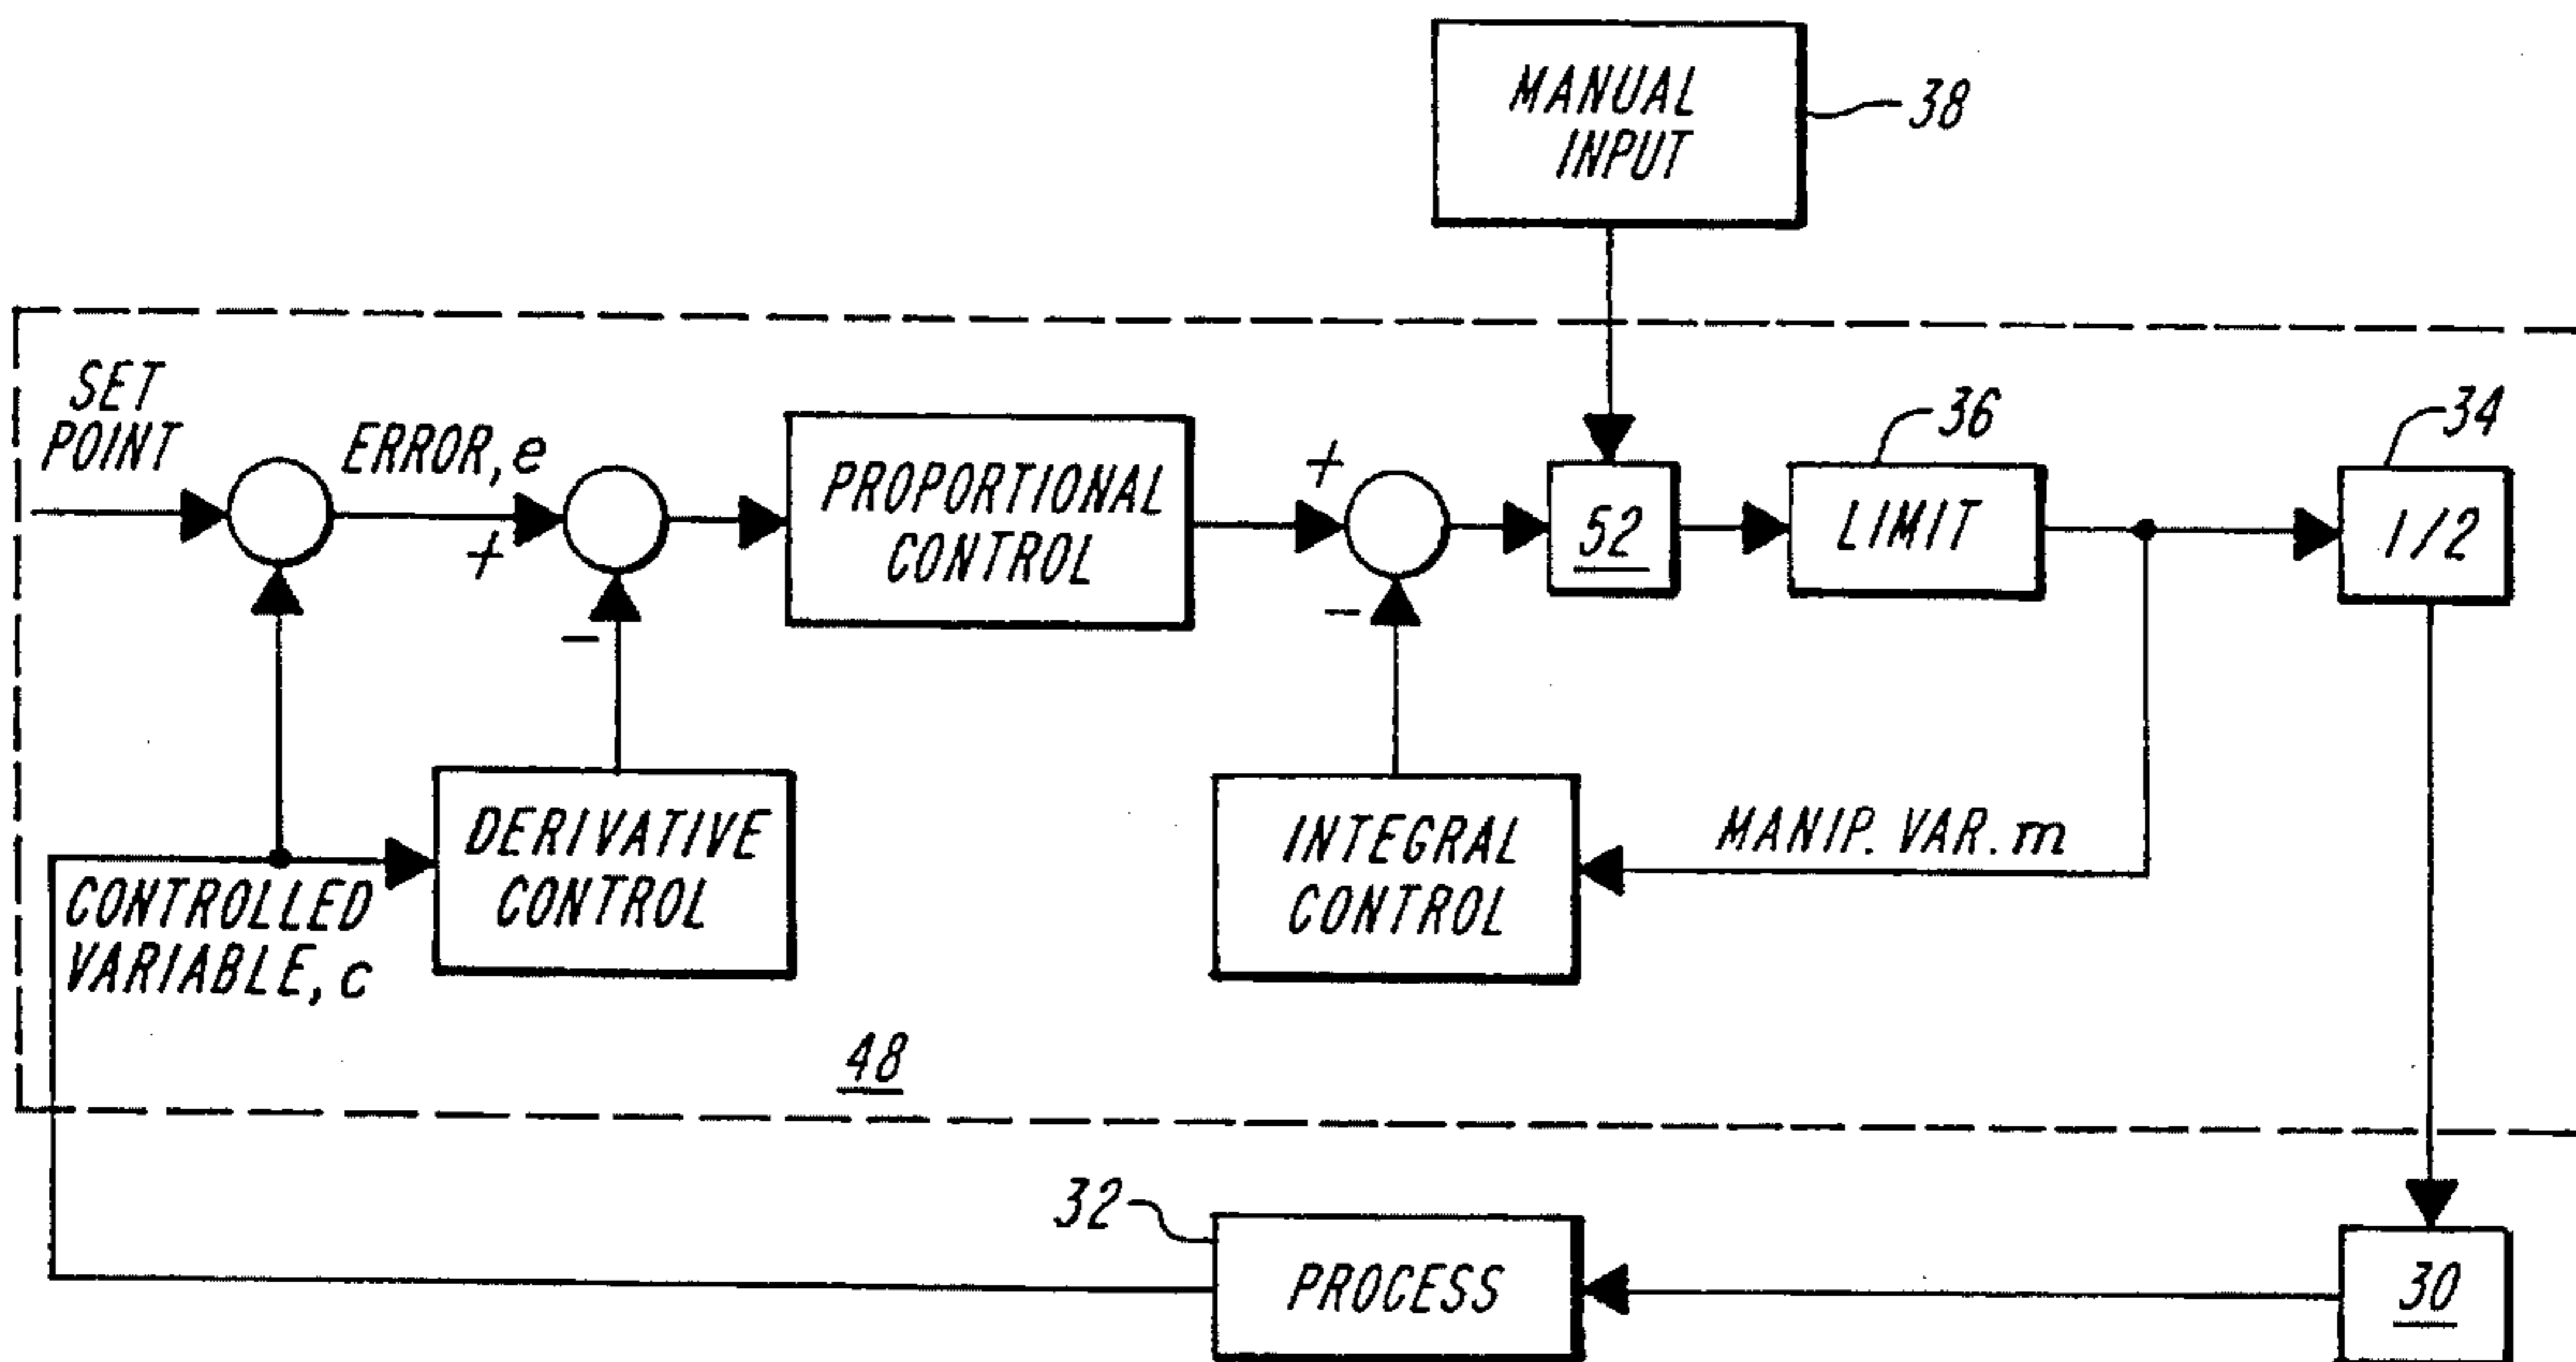 MANUAL
INPUT
38
SET
POINT
ERROR, e
+
-
PROPORTIONAL
CONTROL
+
-
52
36
LIMIT
34
1/2
CONTROLLED
VARIABLE, c
DERIVATIVE
CONTROL
INTEGRAL
CONTROL
MANIP. VAR. m
48
32
PROCESS
30